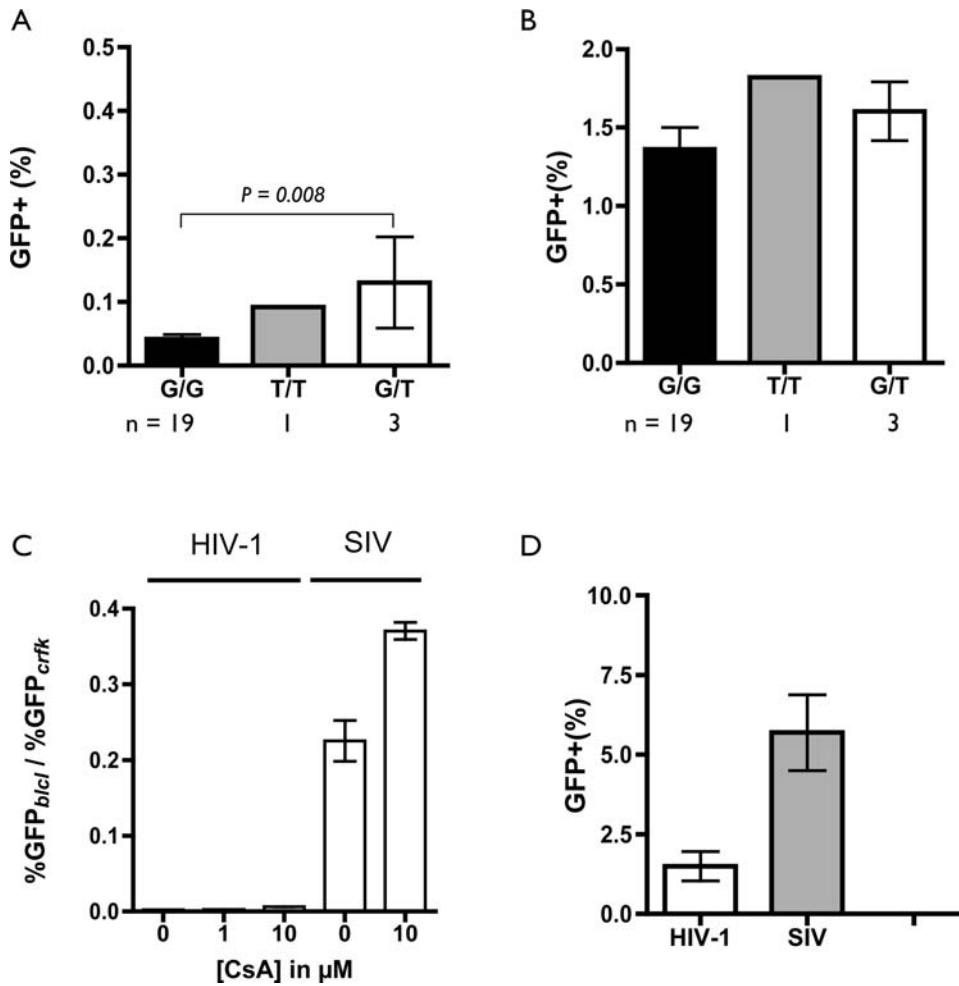 A
GFP+ (%)
0.5
0.4
0.3
0.2
0.1
0.0
P = 0.008
G/G T/T G/T
n = 19 1 3
B
GFP+(%)
2.0
1.5
1.0
0.5
0.0
G/G T/T G/T
n = 19 1 3
C
HIV-1 SIV
%GFPblcl / %GFPcrfk
0.4
0.3
0.2
0.1
0.0
0 1 10 0 10
[CsA] in µM
D
GFP+(%)
10.0
7.5
5.0
2.5
0.0
HIV-1 SIV